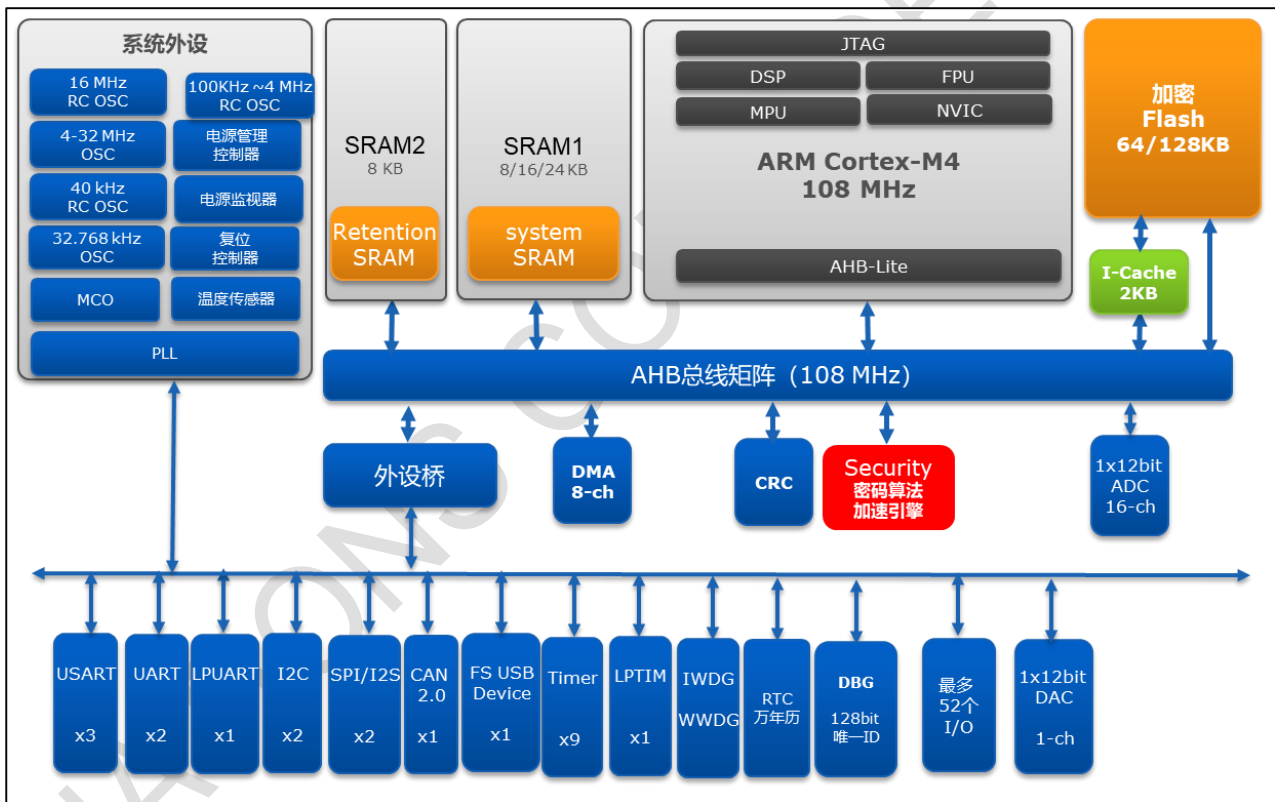 系统外设
16 MHz
RC OSC
100KHz ~4 MHz
RC OSC
4-32 MHz
OSC
电源管理
控制器
40 kHz
RC OSC
电源监视器
32.768 kHz
OSC
复位
控制器
MCO
温度传感器
PLL
SRAM2
8 KB
Retention
SRAM
SRAM1
8/16/24 KB
system
SRAM
JTAG
DSP
FPU
MPU
NVIC
ARM Cortex-M4
108 MHz
AHB-Lite
加密
Flash
64/128KB
I-Cache
2KB
AHB总线矩阵（108 MHz）
外设桥
DMA
8-ch
CRC
Security
密码算法
加速引擎
1x12bit
ADC
16-ch
USART
x3
UART
x2
LPUART
x1
I2C
x2
SPI/I2S
x2
CAN
2.0
x1
FS USB
Device
x1
Timer
x9
LPTIM
x1
IWDG
WWDG
RTC
万年历
DBG
128bit
唯一ID
最多
52个
I/O
1x12bit
DAC
1-ch